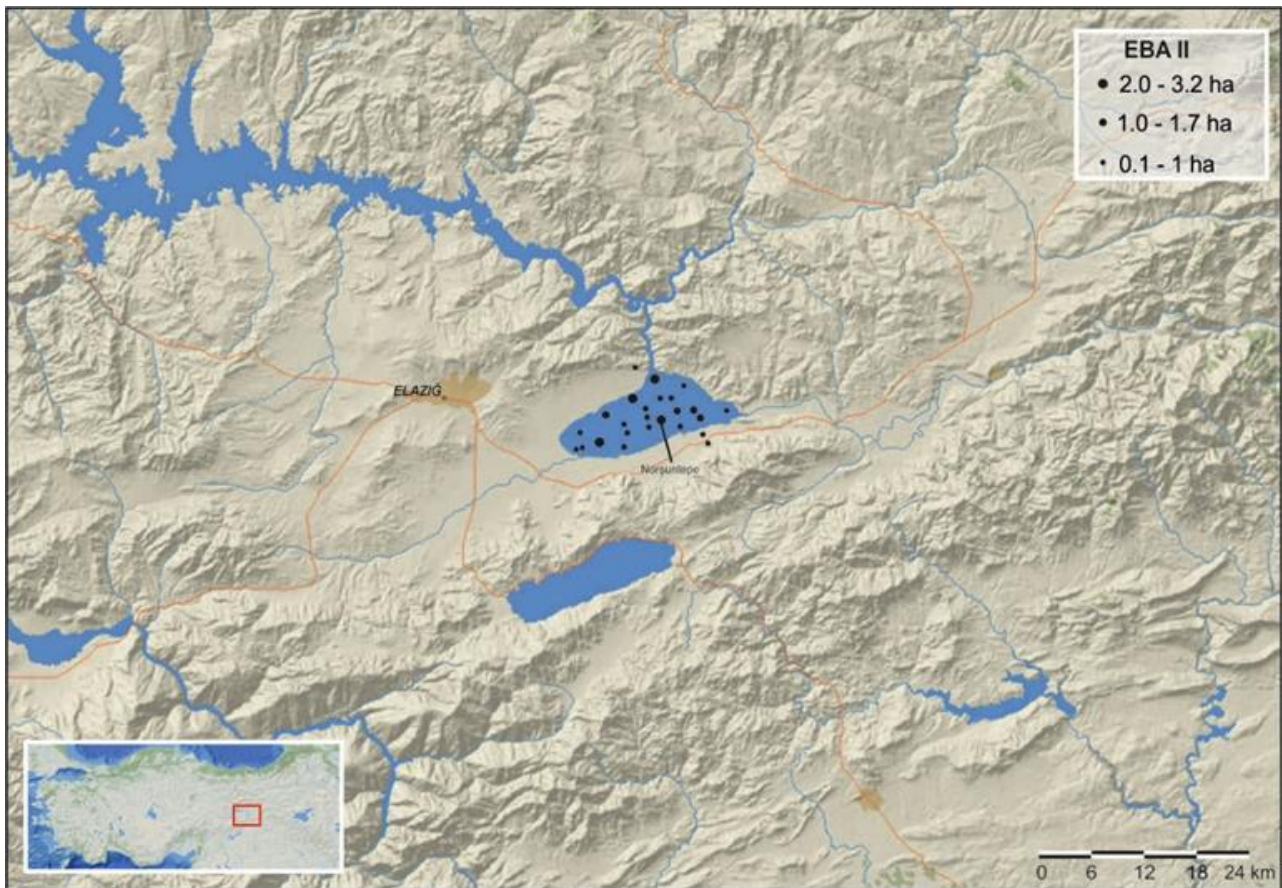 EBA II
2.0 - 3.2 ha
1.0 - 1.7 ha
0.1 - 1 ha
ELAZIĞ
Norşuntepe
0 6 12 18 24 km